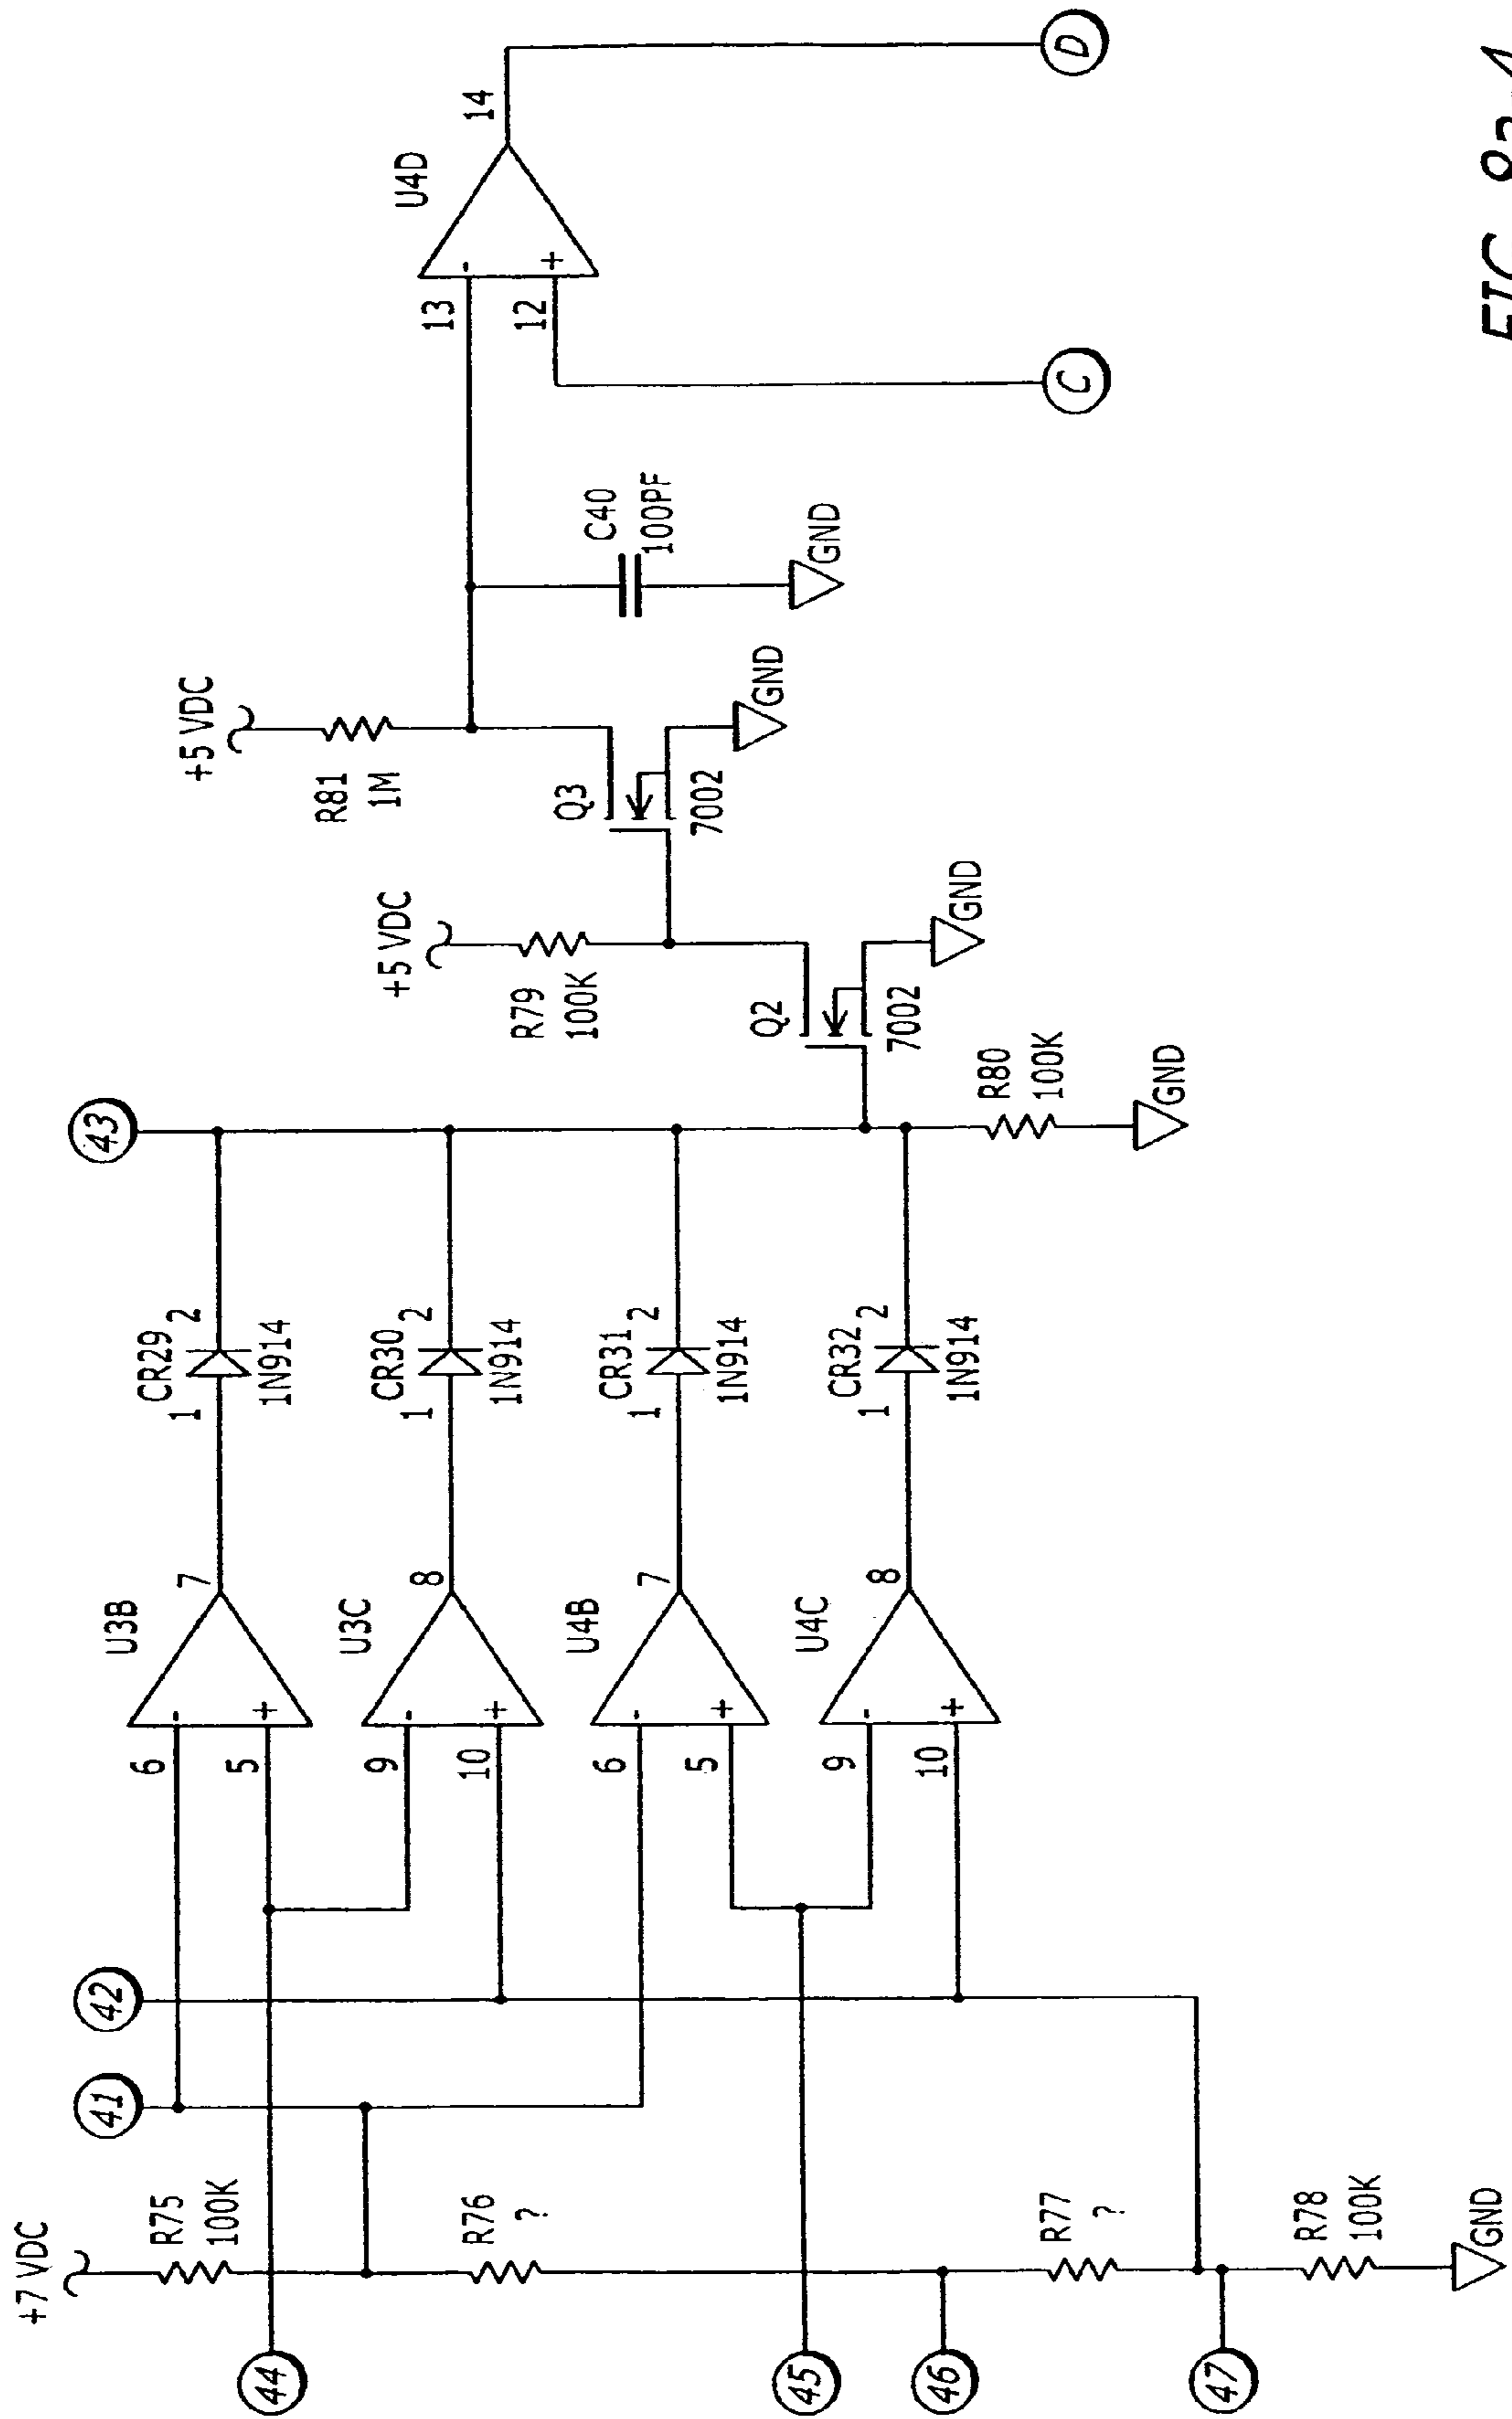 +7 VDC
R75
100K
R76
?
R77
?
R78
100K
GND
44
45
46
47
41
42
43
6
5
-
+
U3B
7
9
10
-
+
U3C
8
6
5
-
+
U4B
7
9
10
-
+
U4C
8
CR29
1
2
1N914
CR30
1
2
1N914
CR31
1
2
1N914
CR32
1
2
1N914
R80
100K
GND
+5 VDC
R79
100K
Q2
7002
GND
+5 VDC
R81
1M
Q3
7002
GND
C40
100PF
GND
13
12
-
+
U4D
14
C
D